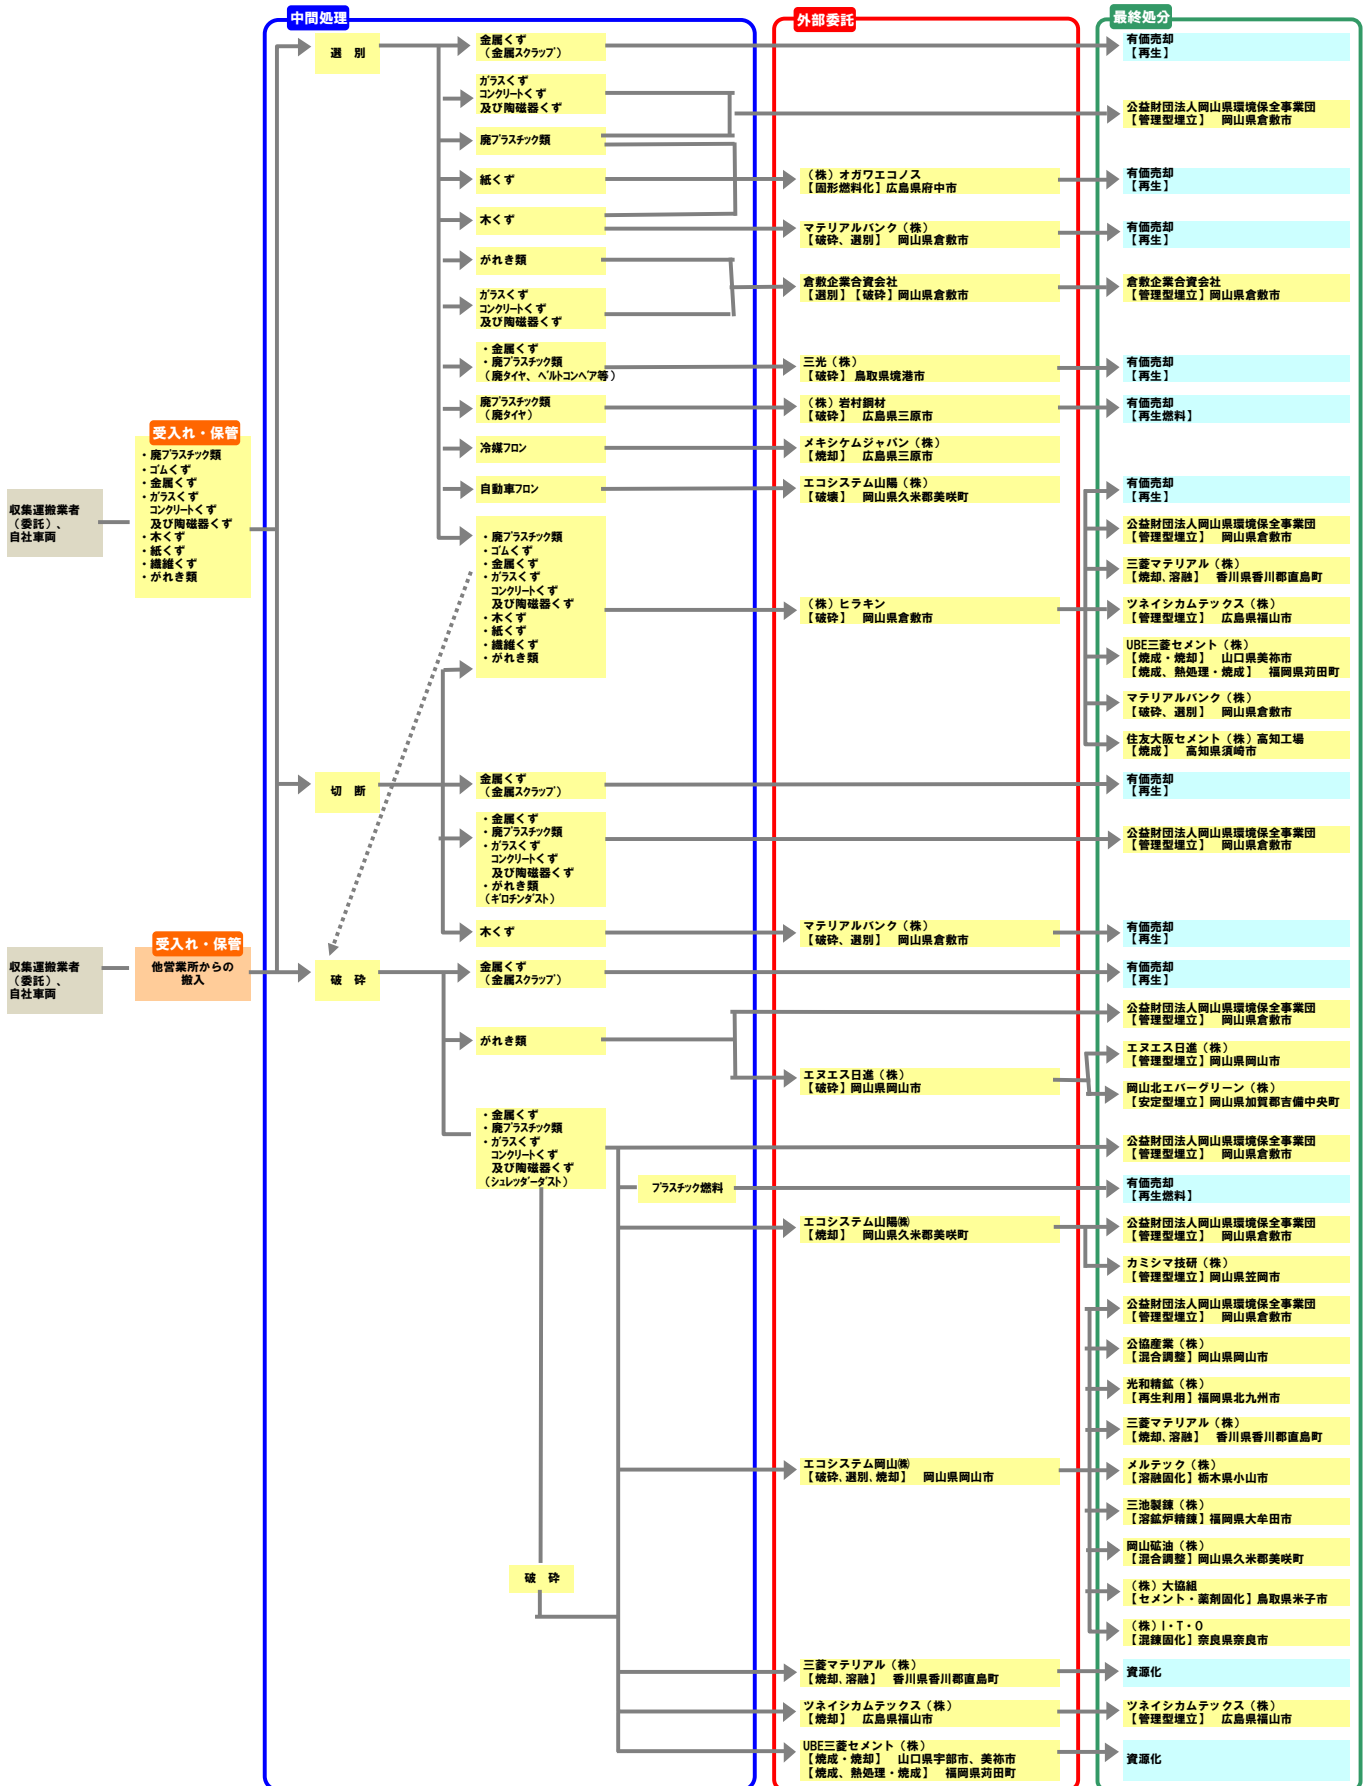 中間処理
外部委託
最終処分
選　別
金属くず
（金属スクラップ）
有価売却
【再生】
ガラスくず
コンクリートくず
及び陶磁器くず
公益財団法人岡山県環境保全事業団
【管理型埋立】　岡山県倉敷市
廃プラスチック類
紙くず
（株）オガワエコノス
【固形燃料化】広島県府中市
有価売却
【再生】
木くず
マテリアルバンク（株）
【破砕、選別】　岡山県倉敷市
有価売却
【再生】
がれき類
倉敷企業合資会社
【選別】【破砕】岡山県倉敷市
倉敷企業合資会社
【管理型埋立】岡山県倉敷市
ガラスくず
コンクリートくず
及び陶磁器くず
・金属くず
・廃プラスチック類
（廃タイヤ、ベルトコンベア等）
三光（株）
【破砕】　鳥取県境港市
有価売却
【再生】
廃プラスチック類
（廃タイヤ）
（株）岩村鋼材
【破砕】　広島県三原市
有価売却
【再生燃料】
冷媒フロン
メキシケムジャパン（株）
【焼却】　広島県三原市
自動車フロン
エコシステム山陽（株）
【破壊】　岡山県久米郡美咲町
受入れ・保管
・廃プラスチック類
・ゴムくず
・金属くず
・ガラスくず
コンクリートくず
及び陶磁器くず
・木くず
・紙くず
・繊維くず
・がれき類
収集運搬業者
（委託）、
自社車両
・廃プラスチック類
・ゴムくず
・金属くず
・ガラスくず
コンクリートくず
及び陶磁器くず
・木くず
・紙くず
・繊維くず
・がれき類
（株）ヒラキン
【破砕】　岡山県倉敷市
有価売却
【再生】
公益財団法人岡山県環境保全事業団
【管理型埋立】　岡山県倉敷市
三菱マテリアル（株）
【焼却、溶融】　香川県香川郡直島町
ツネイシカムテックス（株）
【管理型埋立】　広島県福山市
UBE三菱セメント（株）
【焼成・焼却】　山口県美祢市
【焼成、熱処理・焼成】　福岡県苅田町
マテリアルバンク（株）
【破砕、選別】　岡山県倉敷市
住友大阪セメント（株）高知工場
【焼成】　高知県須崎市
切　断
金属くず
（金属スクラップ）
有価売却
【再生】
・金属くず
・廃プラスチック類
・ガラスくず
コンクリートくず
及び陶磁器くず
・がれき類
（ギロチンダスト）
公益財団法人岡山県環境保全事業団
【管理型埋立】　岡山県倉敷市
木くず
マテリアルバンク（株）
【破砕、選別】　岡山県倉敷市
有価売却
【再生】
受入れ・保管
他営業所からの
搬入
収集運搬業者
（委託）、
自社車両
破　砕
金属くず
（金属スクラップ）
有価売却
【再生】
がれき類
公益財団法人岡山県環境保全事業団
【管理型埋立】　岡山県倉敷市
エヌエス日進（株）
【破砕】岡山県岡山市
エヌエス日進（株）
【管理型埋立】岡山県岡山市
岡山北エバーグリーン（株）
【安定型埋立】岡山県加賀郡吉備中央町
・金属くず
・廃プラスチック類
・ガラスくず
コンクリートくず
及び陶磁器くず
（シュレッダーダスト）
公益財団法人岡山県環境保全事業団
【管理型埋立】　岡山県倉敷市
プラスチック燃料
有価売却
【再生燃料】
エコシステム山陽㈱
【焼却】　岡山県久米郡美咲町
公益財団法人岡山県環境保全事業団
【管理型埋立】　岡山県倉敷市
カミシマ技研（株）
【管理型埋立】岡山県笠岡市
エコシステム岡山㈱
【破砕、選別、焼却】　岡山県岡山市
公益財団法人岡山県環境保全事業団
【管理型埋立】　岡山県倉敷市
公協産業（株）
【混合調整】岡山県岡山市
光和精鉱（株）
【再生利用】福岡県北九州市
三菱マテリアル（株）
【焼却、溶融】　香川県香川郡直島町
メルテック（株）
【溶融固化】栃木県小山市
三池製錬（株）
【溶鉱炉精錬】福岡県大牟田市
岡山砿油（株）
【混合調整】岡山県久米郡美咲町
（株）大協組
【セメント・薬剤固化】鳥取県米子市
（株）I・T・O
【混錬固化】奈良県奈良市
破　砕
三菱マテリアル（株）
【焼却、溶融】　香川県香川郡直島町
資源化
ツネイシカムテックス（株）
【焼却】　広島県福山市
ツネイシカムテックス（株）
【管理型埋立】　広島県福山市
UBE三菱セメント（株）
【焼成・焼却】　山口県宇部市、美祢市
【焼成、熱処理・焼成】　福岡県苅田町
資源化